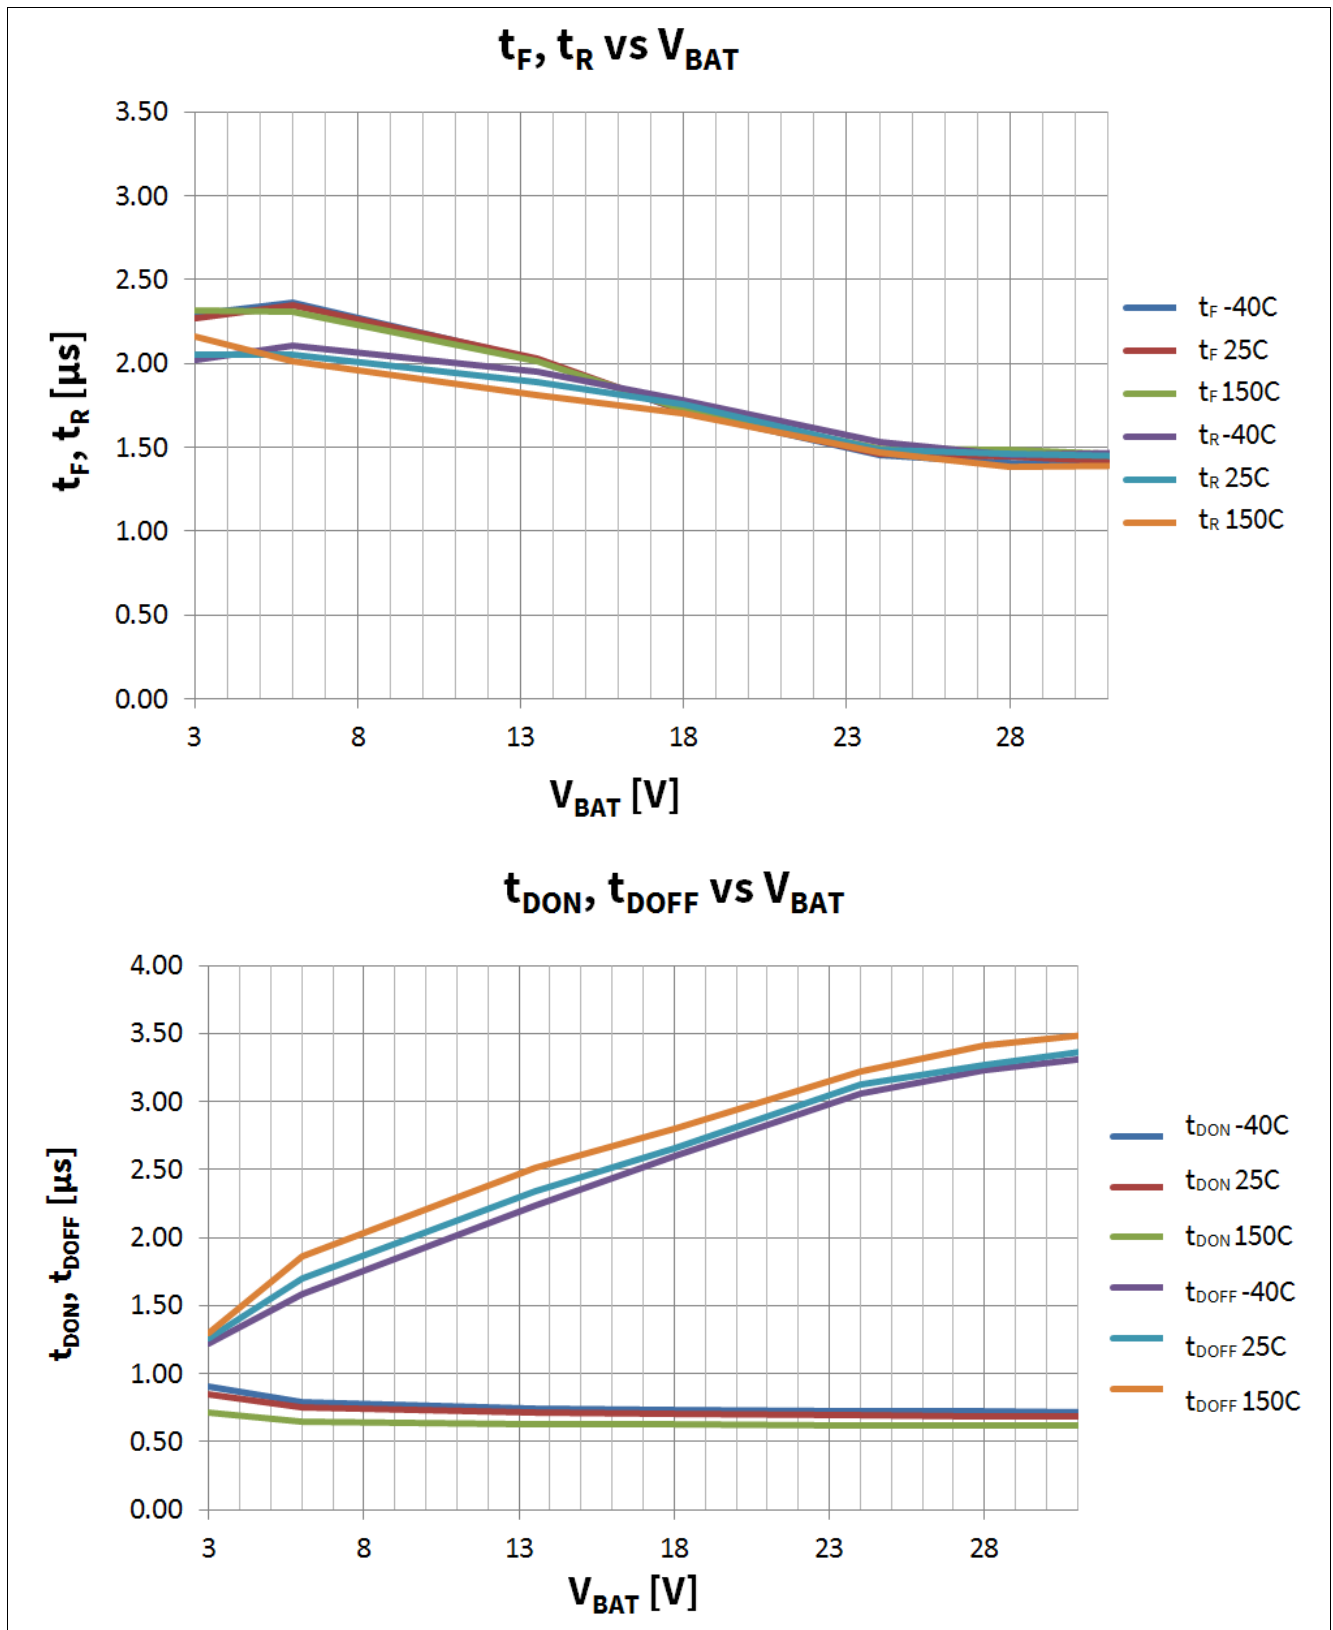 tF, tR vs VBAT
3.50
3.00
2.50
2.00
1.50
1.00
0.50
0.00
tF, tR [µs]
3 8 13 18 23 28
VBAT [V]
tF -40C
tF 25C
tF 150C
tR -40C
tR 25C
tR 150C
tDON, tDOFF vs VBAT
4.00
3.50
3.00
2.50
2.00
1.50
1.00
0.50
0.00
tDON, tDOFF [µs]
3 8 13 18 23 28
VBAT [V]
tDON -40C
tDON 25C
tDON 150C
tDOFF -40C
tDOFF 25C
tDOFF 150C